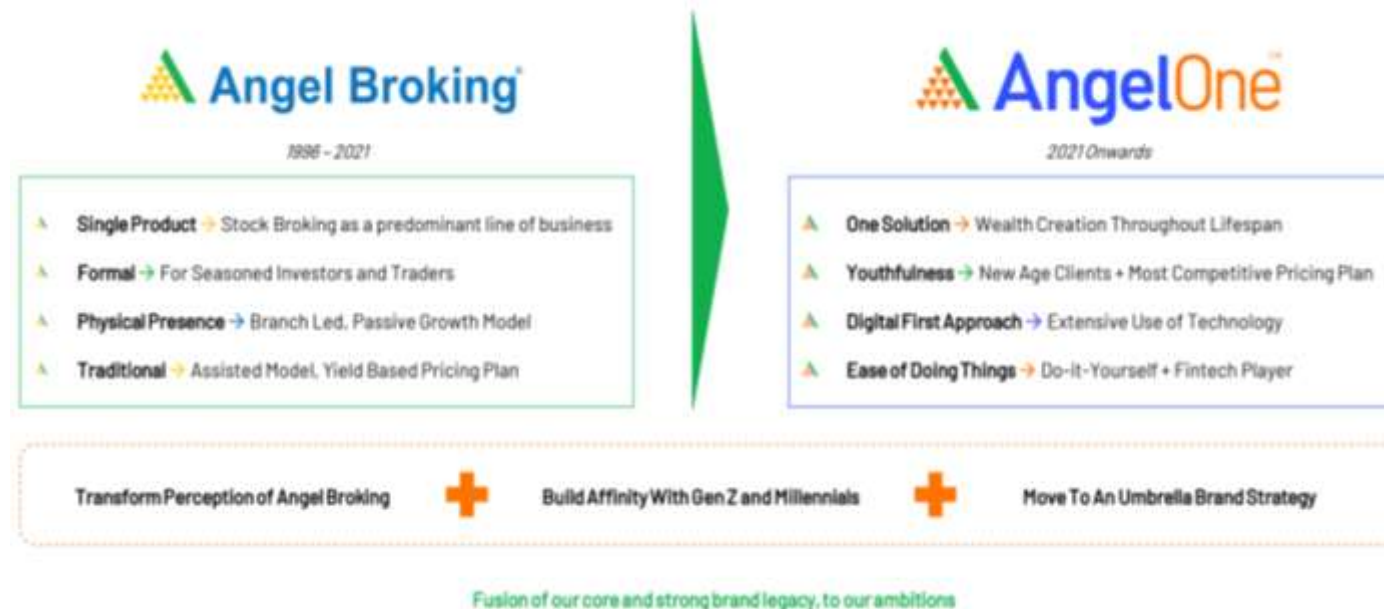 Angel Broking
1996 – 2021
Single Product → Stock Broking as a predominant line of business
Formal → For Seasoned Investors and Traders
Physical Presence → Branch Led, Passive Growth Model
Traditional → Assisted Model, Yield Based Pricing Plan
AngelOne
2021 Onwards
One Solution → Wealth Creation Throughout Lifespan
Youthfulness → New Age Clients + Most Competitive Pricing Plan
Digital First Approach → Extensive Use of Technology
Ease of Doing Things → Do-it-Yourself + Fintech Player
Transform Perception of Angel Broking
Build Affinity With Gen Z and Millennials
Move To An Umbrella Brand Strategy
Fusion of our core and strong brand legacy, to our ambitions